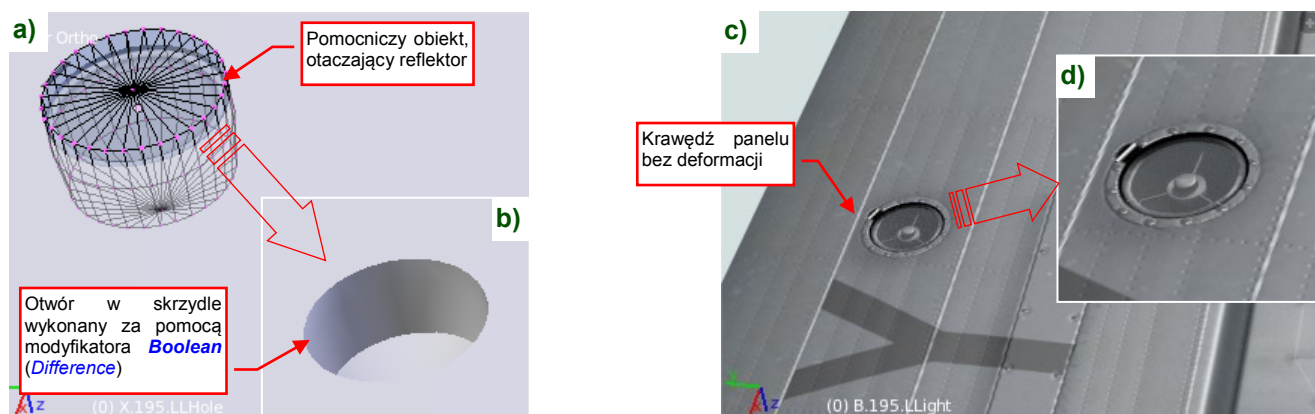 a)
r Ortho
Pomocniczy obiekt,
otaczający reflektor
b)
Otwór w skrzydle
wykonany za pomocą
modyfikatora Boolean
(Difference)
x z
(0) X.195.LLHole
c)
d)
Krawędź panelu
bez deformacji
Y
x z
(0) B.195.LLight